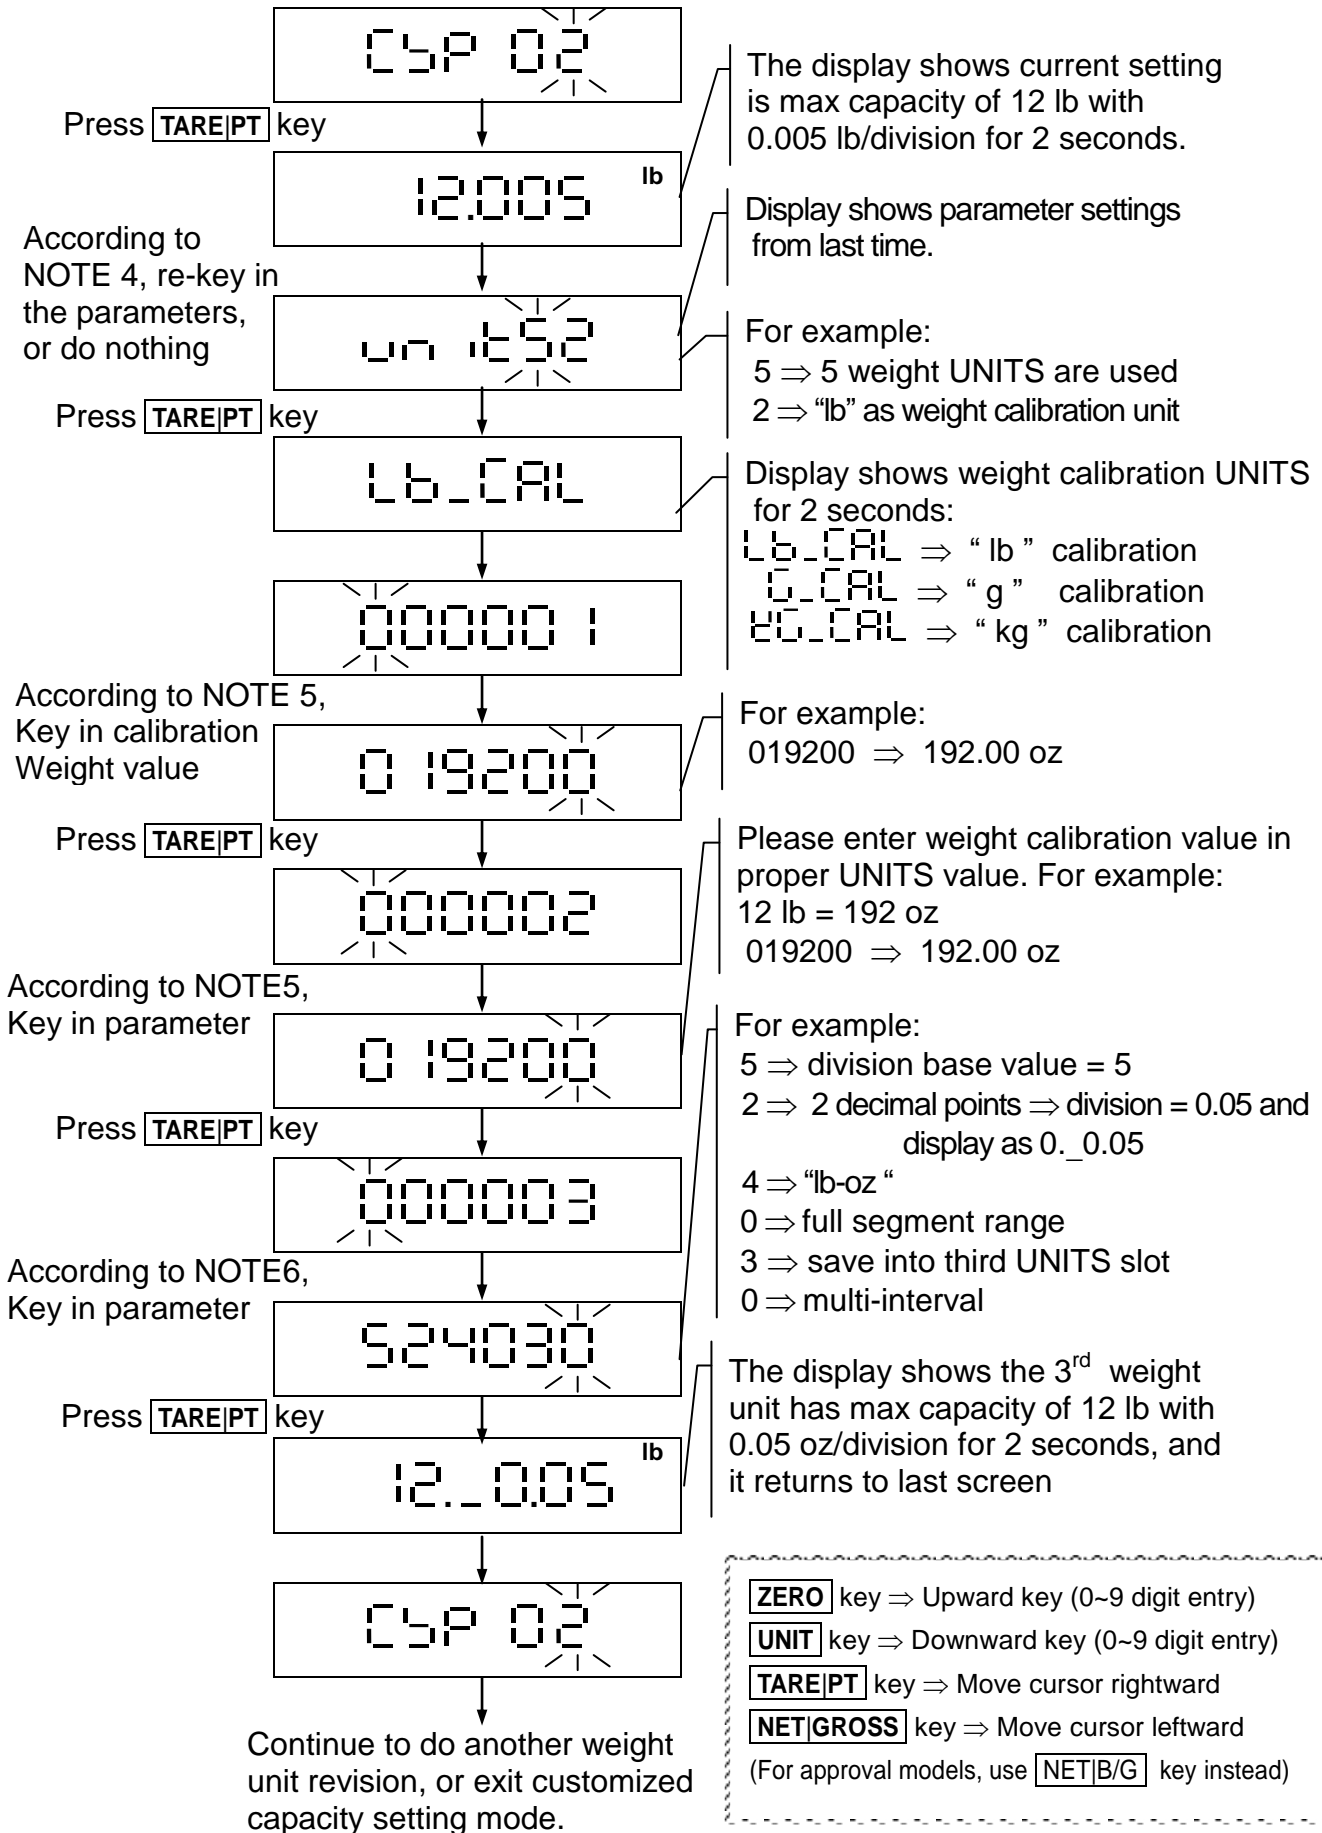 CSP 02
Press TARE|PT key
The display shows current setting
is max capacity of 12 lb with
0.005 lb/division for 2 seconds.
12.005 lb
According to
NOTE 4, re-key in
the parameters,
or do nothing
Display shows parameter settings
from last time.
unit52
For example:
5 ⇒ 5 weight UNITS are used
2 ⇒ “lb” as weight calibration unit
Press TARE|PT key
Lb_CAL
Display shows weight calibration UNITS
for 2 seconds:
Lb_CAL ⇒ “ lb ” calibration
G_CAL ⇒ “ g ” calibration
KG_CAL ⇒ “ kg ” calibration
000001
According to NOTE 5,
Key in calibration
Weight value
019200
For example:
019200 ⇒ 192.00 oz
Press TARE|PT key
000002
Please enter weight calibration value in
proper UNITS value. For example:
12 lb = 192 oz
019200 ⇒ 192.00 oz
According to NOTE5,
Key in parameter
019200
Press TARE|PT key
000003
For example:
5 ⇒ division base value = 5
2 ⇒ 2 decimal points ⇒ division = 0.05 and
display as 0._0.05
4 ⇒ “lb-oz “
0 ⇒ full segment range
3 ⇒ save into third UNITS slot
0 ⇒ multi-interval
According to NOTE6,
Key in parameter
524030
Press TARE|PT key
The display shows the 3rd weight
unit has max capacity of 12 lb with
0.05 oz/division for 2 seconds, and
it returns to last screen
12._0.05 lb
CSP 02
Continue to do another weight
unit revision, or exit customized
capacity setting mode.
ZERO key ⇒ Upward key (0~9 digit entry)
UNIT key ⇒ Downward key (0~9 digit entry)
TARE|PT key ⇒ Move cursor rightward
NET|GROSS key ⇒ Move cursor leftward
(For approval models, use NET|B/G key instead)